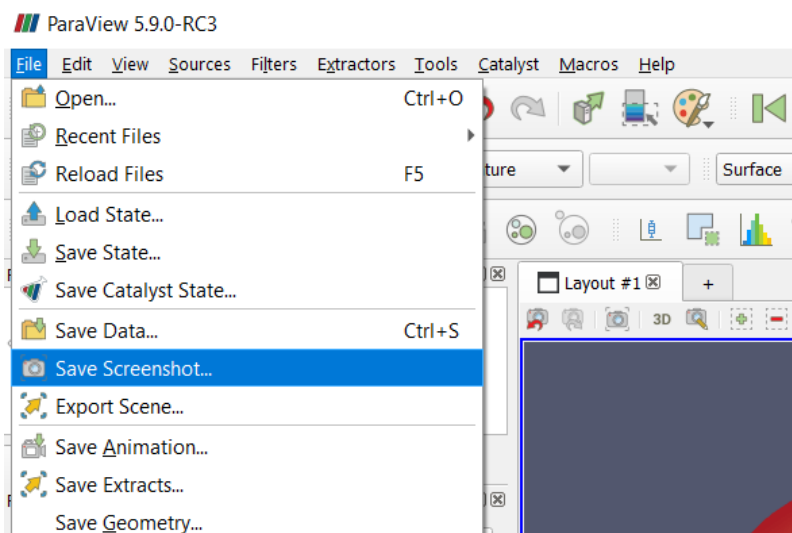 ParaView 5.9.0-RC3
File Edit View Sources Filters Extractors Tools Catalyst Macros Help
Open... Ctrl+O
Recent Files
Reload Files F5
ture Surface
Load State...
Save State...
Save Catalyst State...
Layout #1 +
Save Data... Ctrl+S
3D
Save Screenshot...
Export Scene...
Save Animation...
Save Extracts...
Save Geometry...